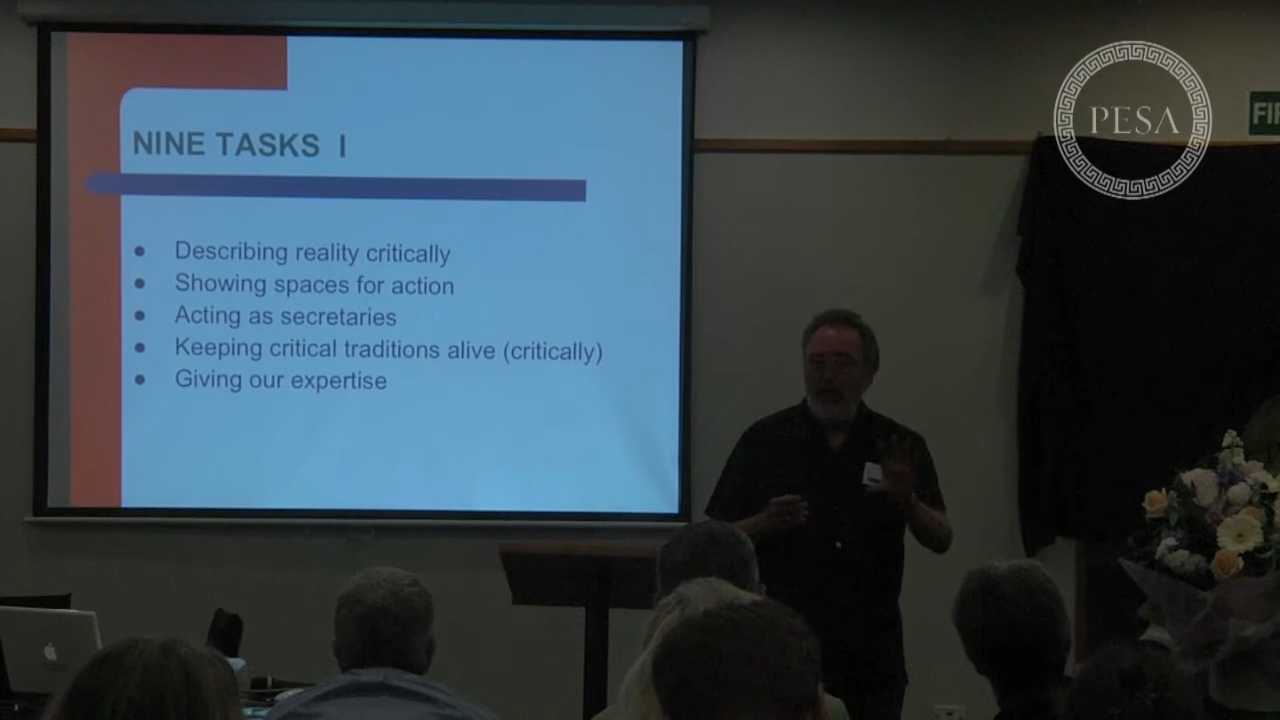 NINE TASKS I
● Describing reality critically
● Showing spaces for action
● Acting as secretaries
● Keeping critical traditions alive (critically)
● Giving our expertise
PESA
FI